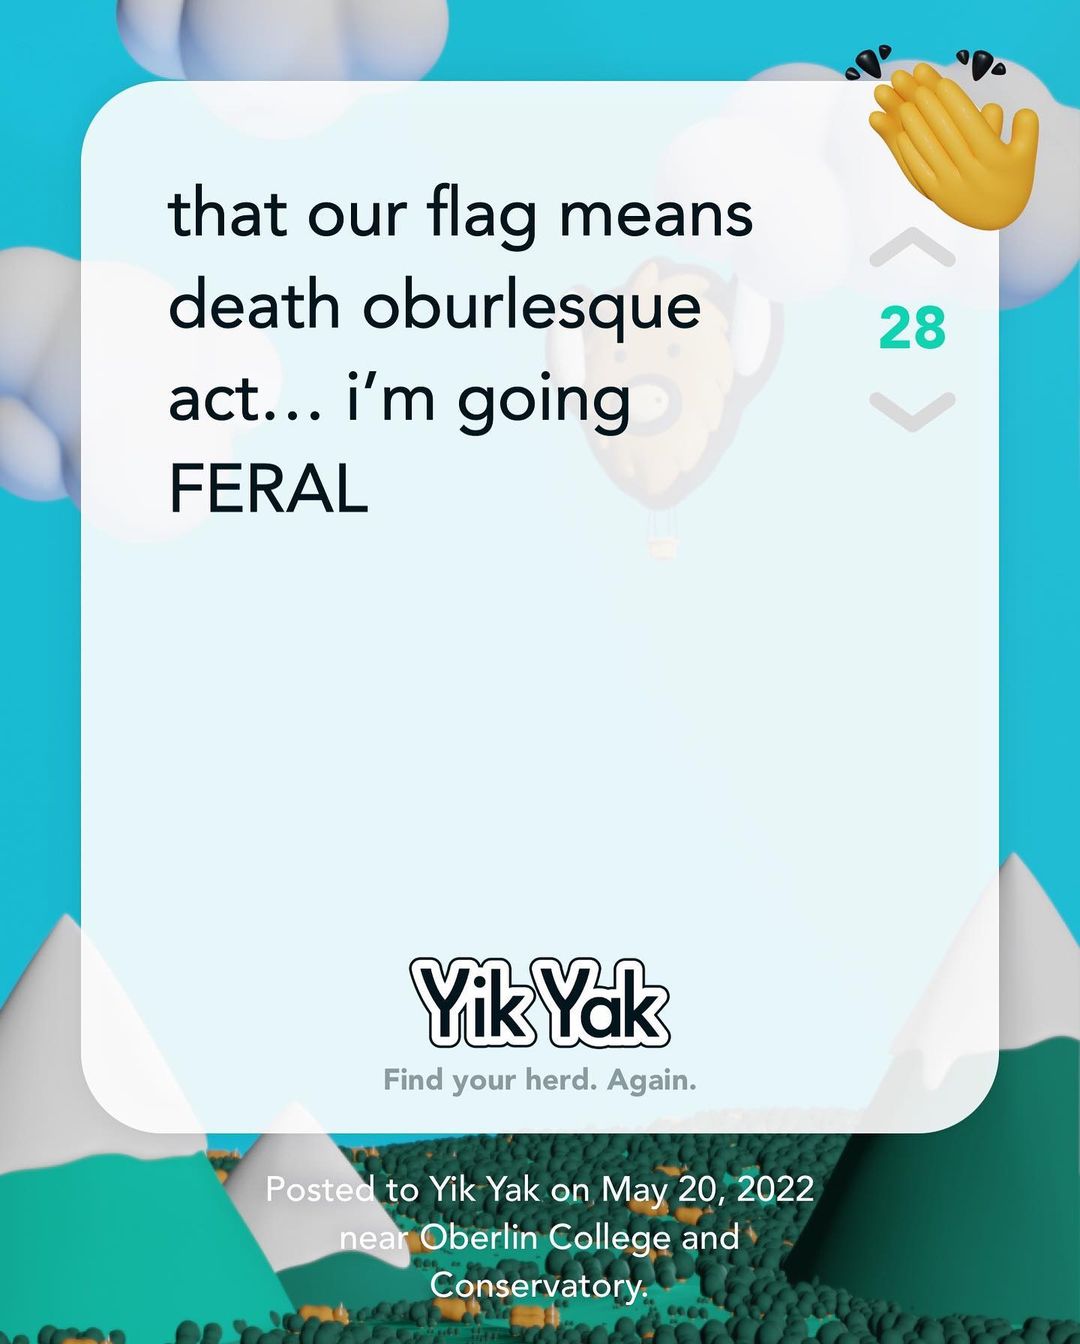 that our flag means
death oburlesque
act... i'm going
FERAL
28
Yik Yak
Find your herd. Again.
Posted to Yik Yak on May 20, 2022
near Oberlin College and
Conservatory.